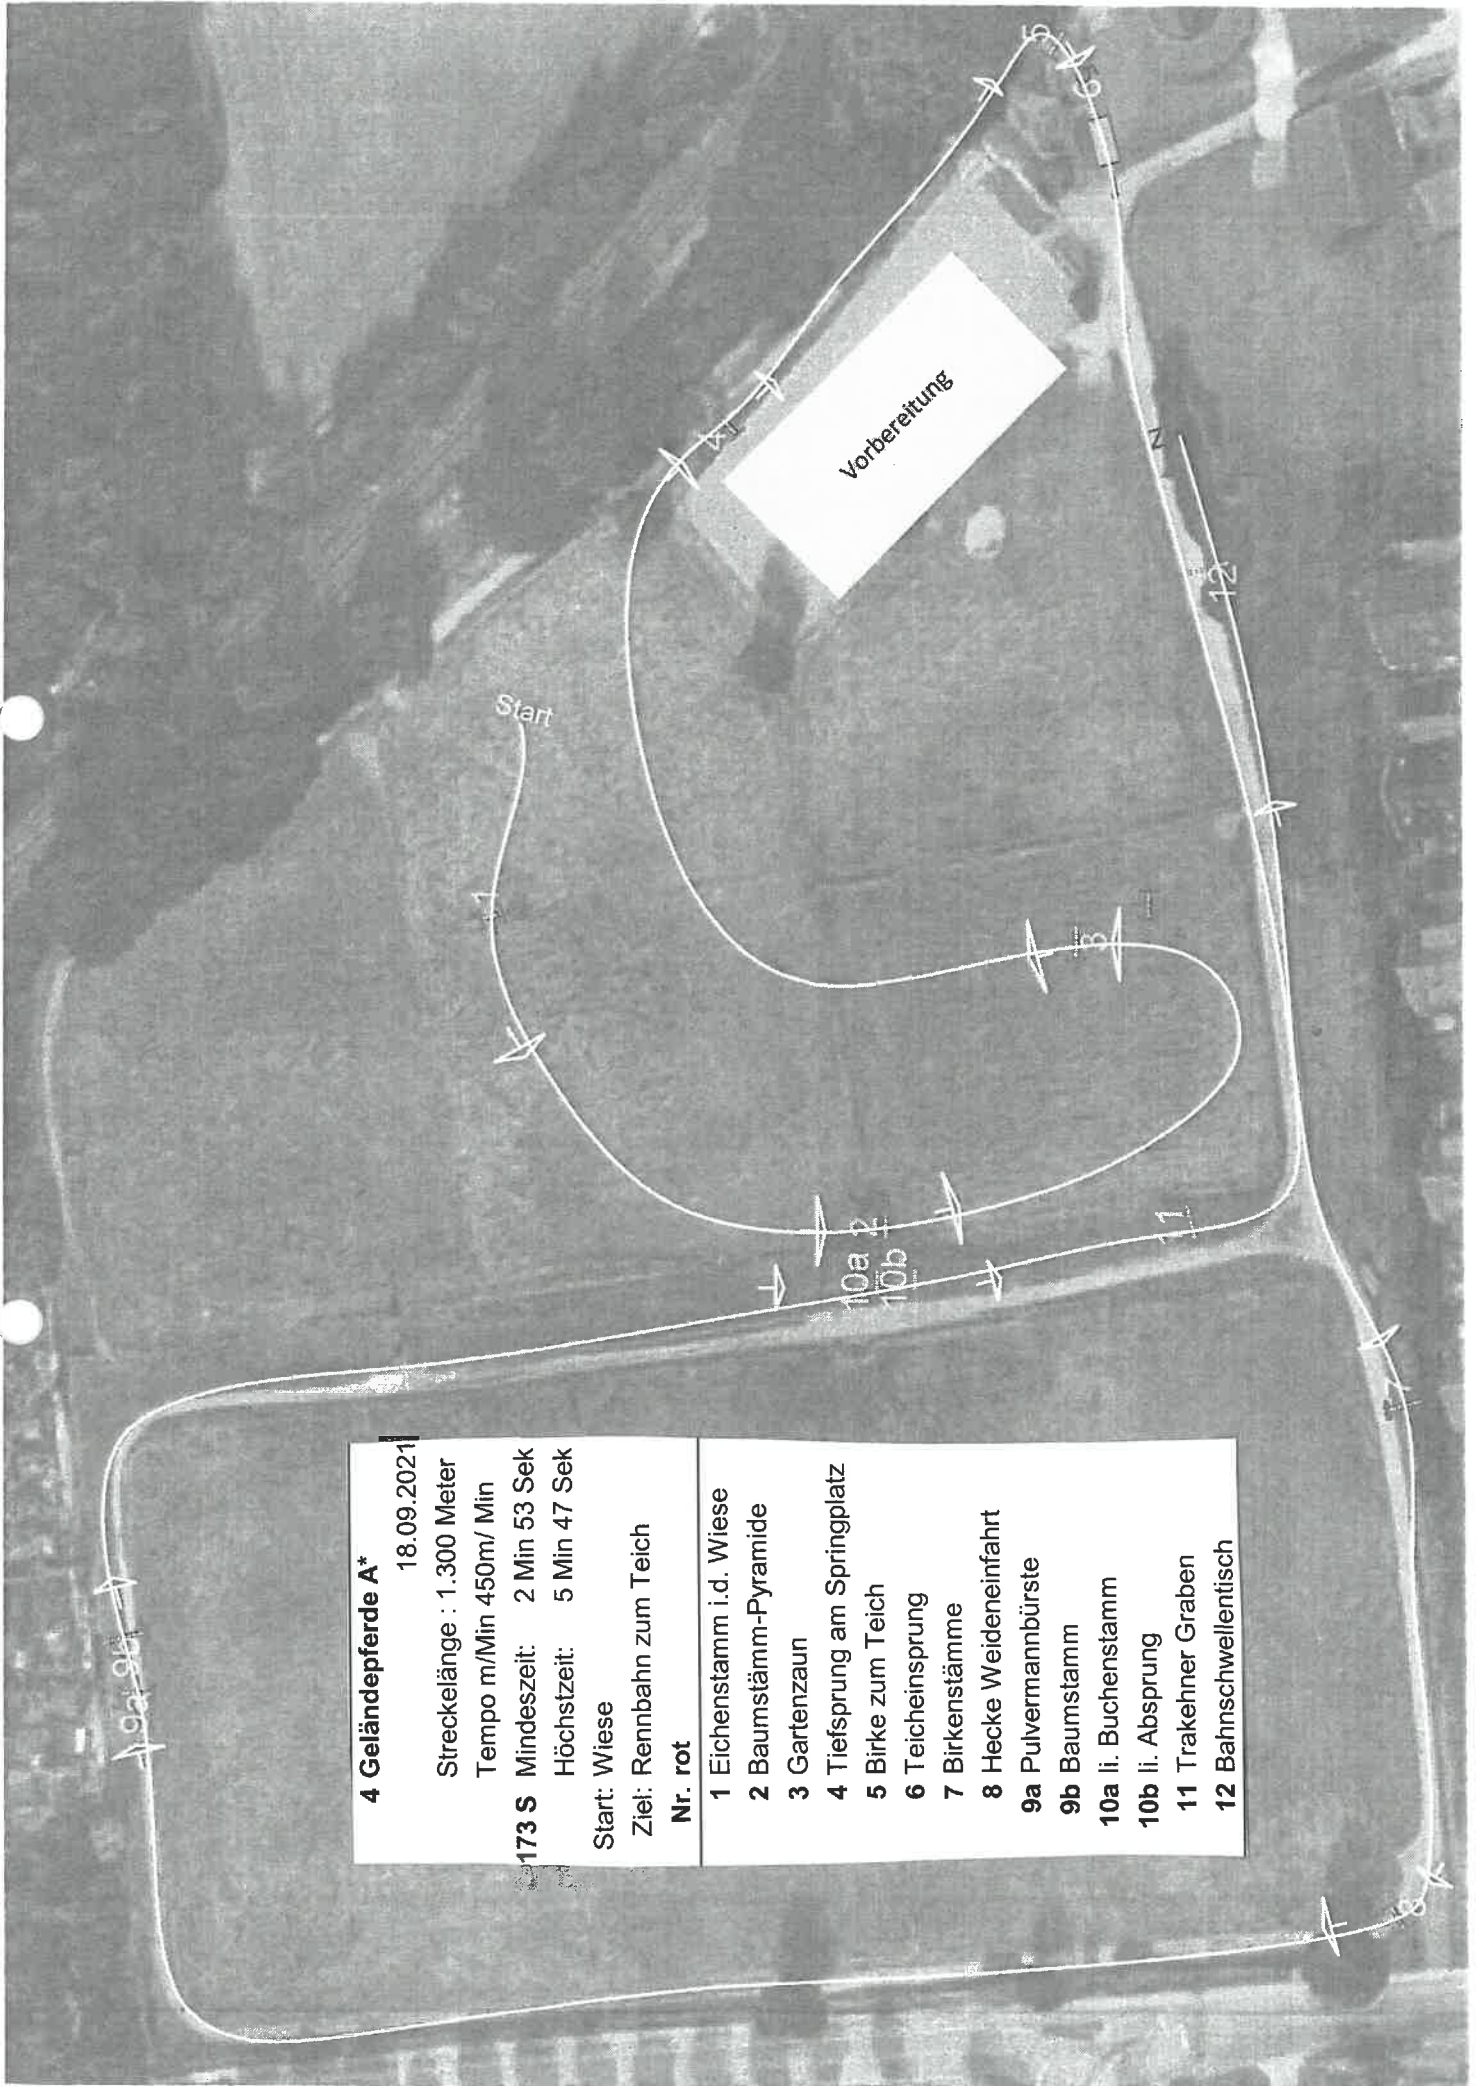 4 Geländepferde A*
18.09.2021
Streckelänge : 1.300 Meter
Tempo m/Min 450m/ Min
173 S Mindeszeit: 2 Min 53 Sek
Höchstzeit: 5 Min 47 Sek
Start: Wiese
Ziel: Rennbahn zum Teich
Nr. rot
1 Eichenstamm i.d. Wiese
2 Baumstämm-Pyramide
3 Gartenzaun
4 Tiefsprung am Springplatz
5 Birke zum Teich
6 Teicheinsprung
7 Birkenstämme
8 Hecke Weideneinfahrt
9a Pulvermannbürste
9b Baumstamm
10a li. Buchenstamm
10b li. Absprung
11 Trakehner Graben
12 Bahnschwellentisch
Start
1
2
3
4
5
6
7
8
9a
9b
10a
10b
11
12
Z
Vorbereitung